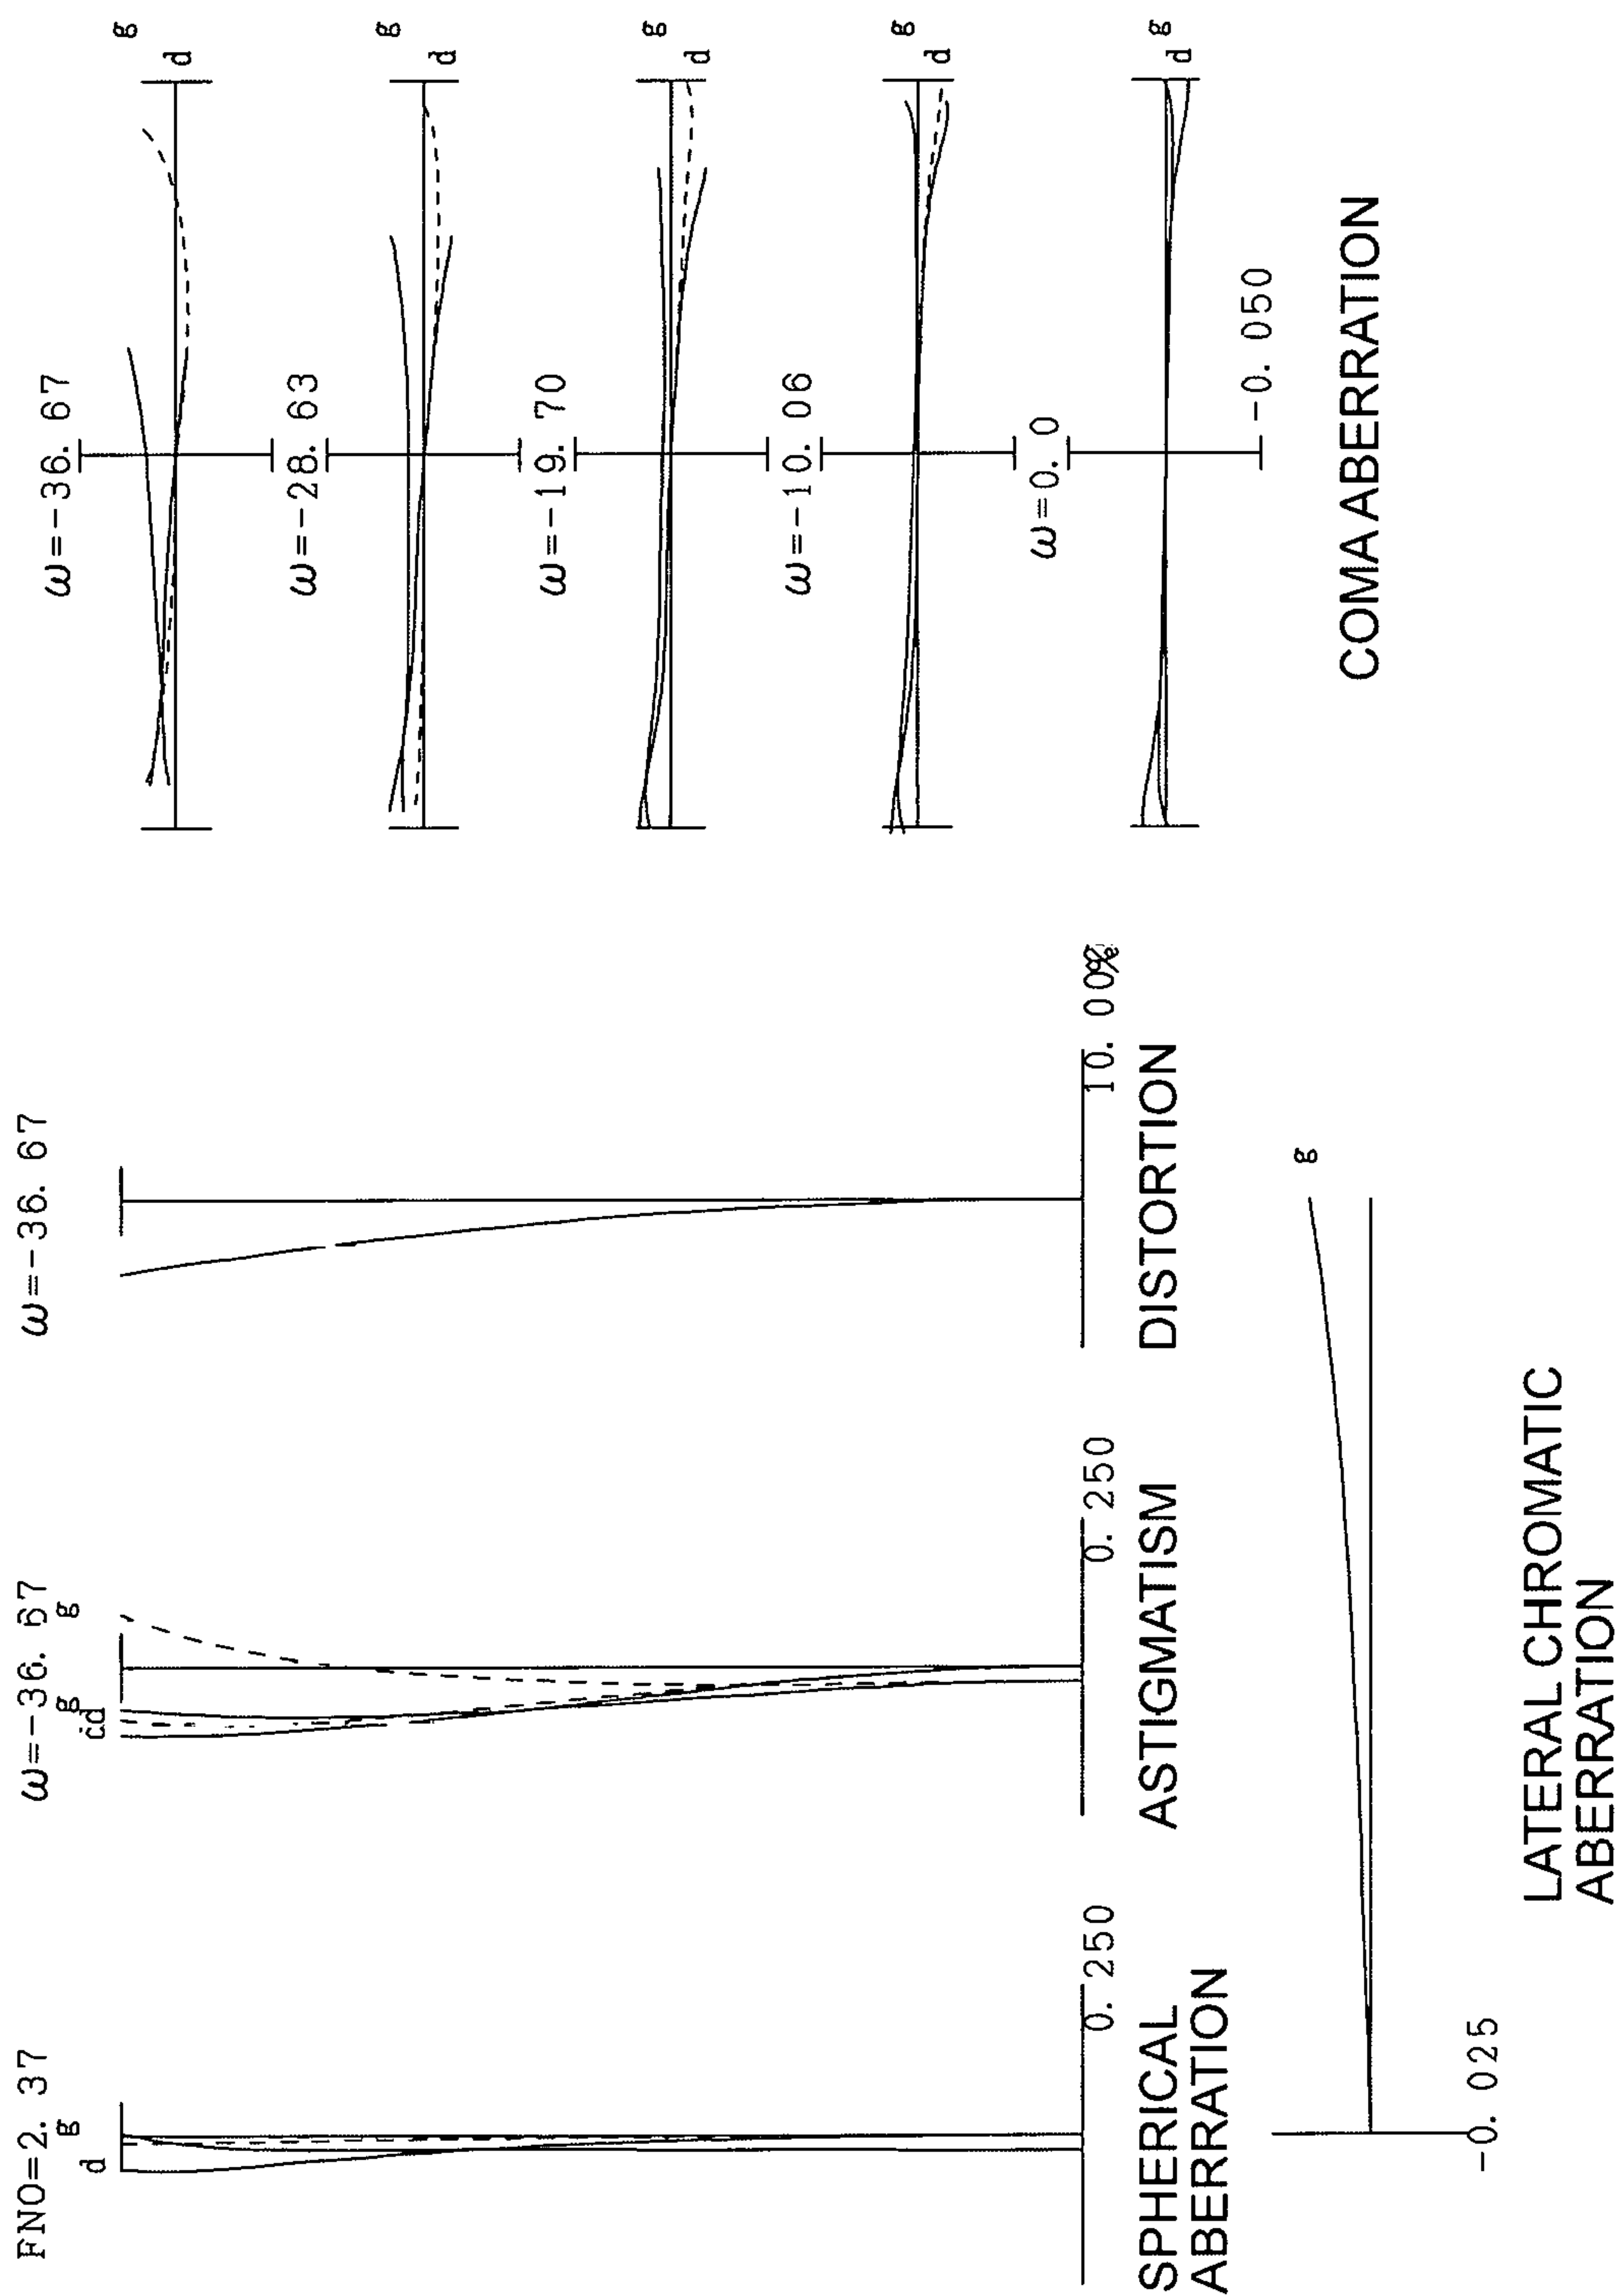 FNO=2. 37
g
d
0. 250
SPHERICAL
ABERRATION
ω=-36. 67
g
g
d
0. 250
ASTIGMATISM
ω=-36. 67
10. 00%
DISTORTION
-0. 025
g
LATERAL CHROMATIC
ABERRATION
ω=-36. 67
g
d
ω=-28. 63
g
d
ω=-19. 70
g
d
ω=-10. 06
g
d
ω=0. 0
g
d
-0. 050
COMA ABERRATION